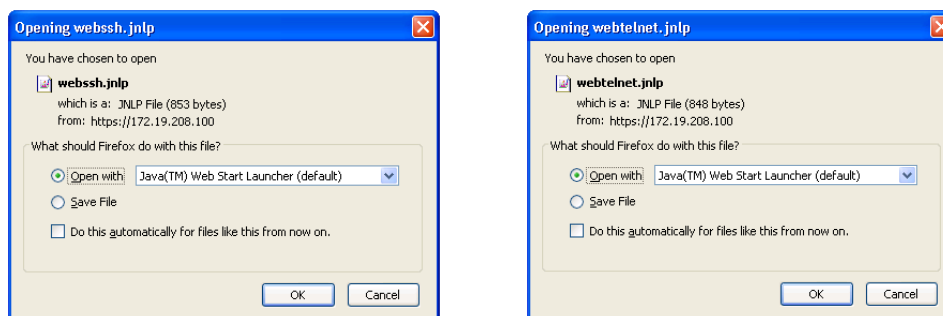 Opening webssh.jnlp
You have chosen to open
webssh.jnlp
which is a: JNLP File (853 bytes)
from: https://172.19.208.100
What should Firefox do with this file?
Open with
Java(TM) Web Start Launcher (default)
Save File
Do this automatically for files like this from now on.
OK
Cancel
Opening webtelnet.jnlp
You have chosen to open
webtelnet.jnlp
which is a: JNLP File (848 bytes)
from: https://172.19.208.100
What should Firefox do with this file?
Open with
Java(TM) Web Start Launcher (default)
Save File
Do this automatically for files like this from now on.
OK
Cancel